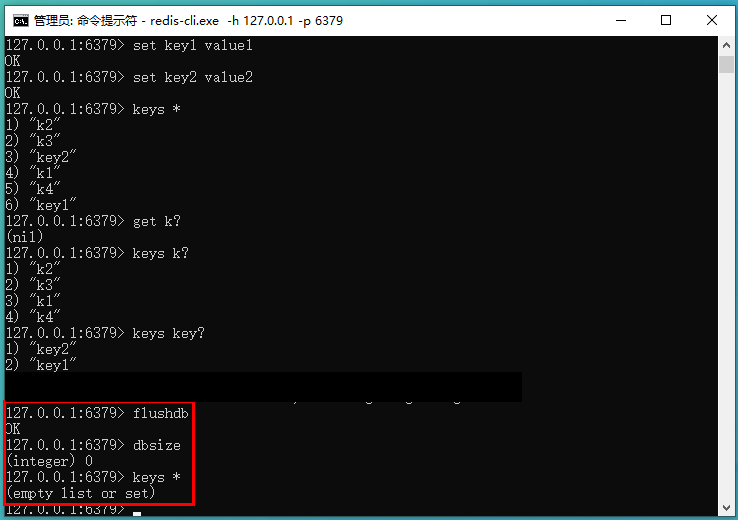 管理员: 命令提示符 - redis-cli.exe -h 127.0.0.1 -p 6379
127.0.0.1:6379> set key1 value1
OK
127.0.0.1:6379> set key2 value2
OK
127.0.0.1:6379> keys *
1) "k2"
2) "k3"
3) "key2"
4) "k1"
5) "k4"
6) "key1"
127.0.0.1:6379> get k?
(nil)
127.0.0.1:6379> keys k?
1) "k2"
2) "k3"
3) "k1"
4) "k4"
127.0.0.1:6379> keys key?
1) "key2"
2) "key1"
127.0.0.1:6379> flushdb
OK
127.0.0.1:6379> dbsize
(integer) 0
127.0.0.1:6379> keys *
(empty list or set)
127.0.0.1:6379>